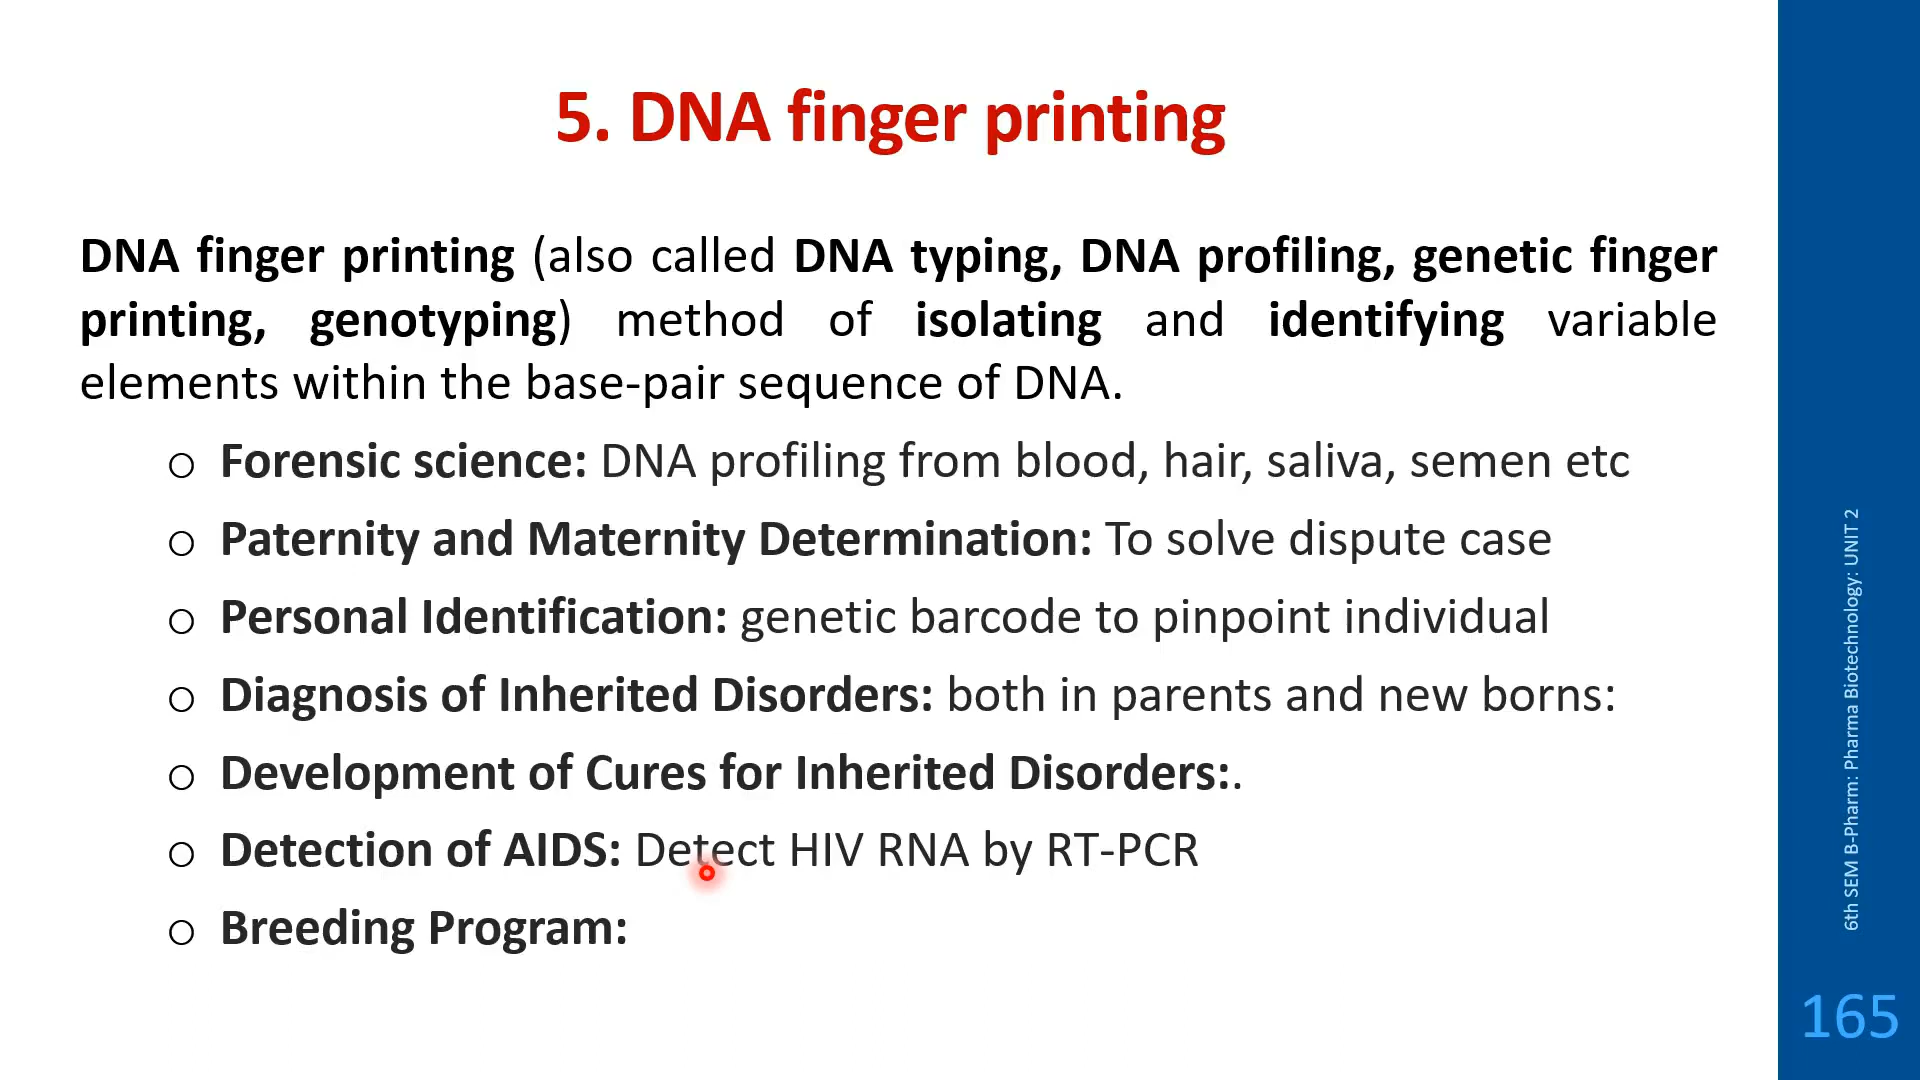 5. DNA finger printing
DNA finger printing (also called DNA typing, DNA profiling, genetic finger
printing, genotyping) method of isolating and identifying variable
elements within the base-pair sequence of DNA.
o Forensic science: DNA profiling from blood, hair, saliva, semen etc
o Paternity and Maternity Determination: To solve dispute case
o Personal Identification: genetic barcode to pinpoint individual
o Diagnosis of Inherited Disorders: both in parents and new borns:
o Development of Cures for Inherited Disorders:.
o Detection of AIDS: Detect HIV RNA by RT-PCR
o Breeding Program:
6th SEM B-Pharm: Pharma Biotechnology: UNIT 2
165